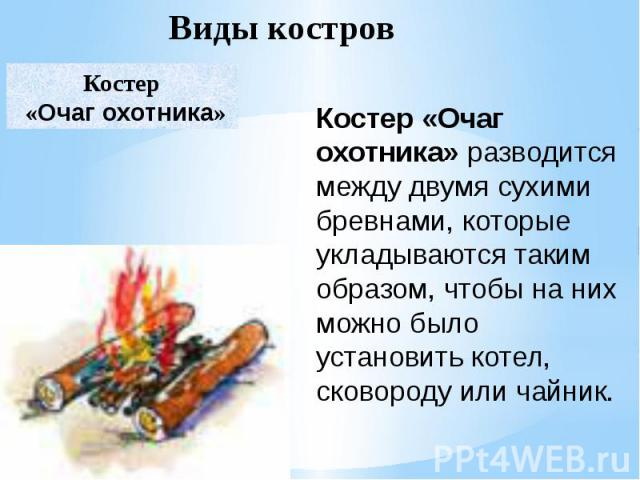 Виды костров
Костер
«Очаг охотника»
Костер «Очаг
охотника» разводится
между двумя сухими
бревнами, которые
укладываются таким
образом, чтобы на них
можно было
установить котел,
сковороду или чайник.
PPt4WEB.ru